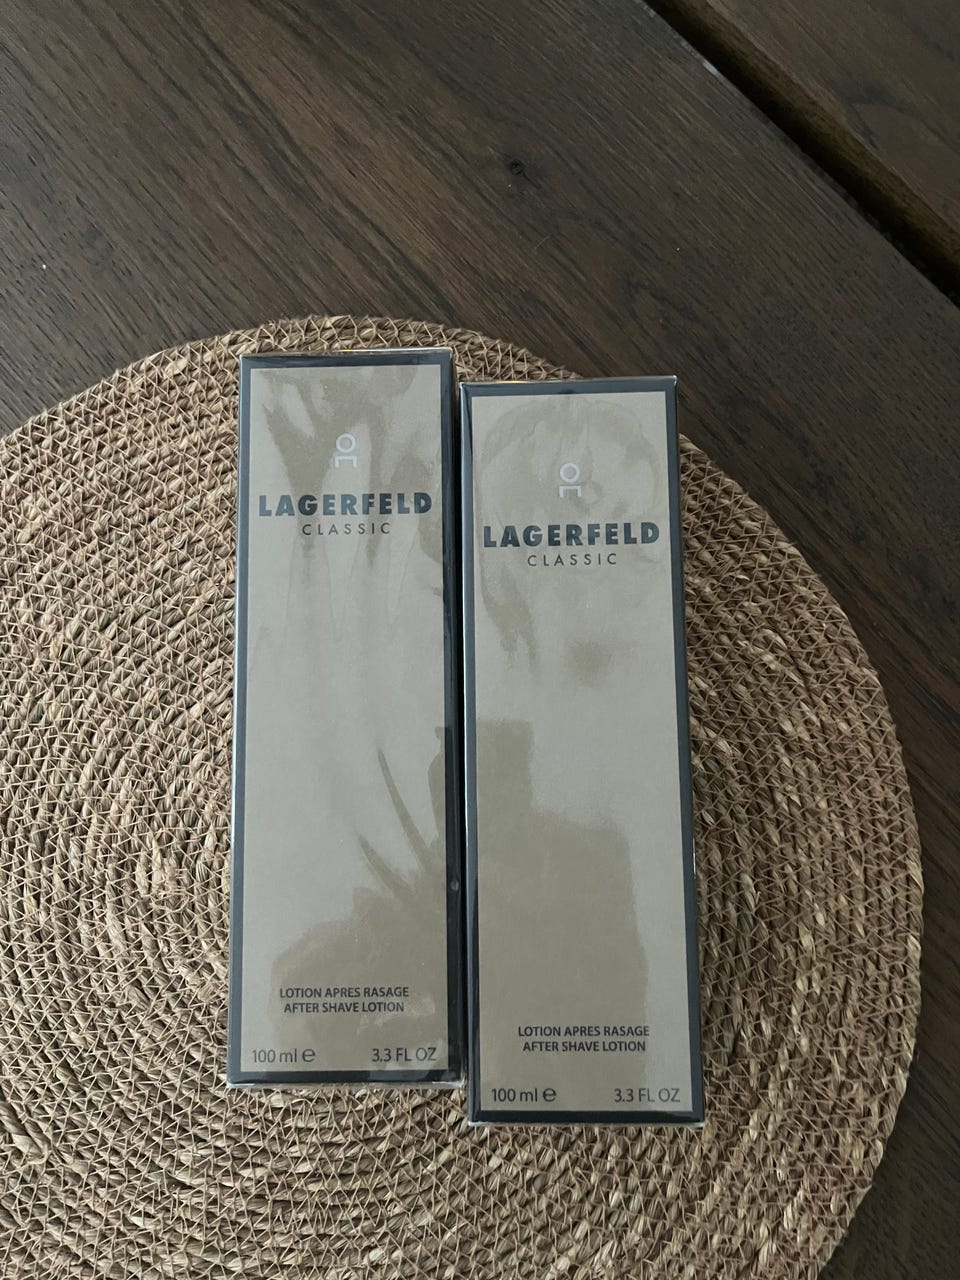 LAGERFELD
CLASSIC
LOTION APRES RASAGE
AFTER SHAVE LOTION
100 ml ℮ 3.3 FL OZ
LAGERFELD
CLASSIC
LOTION APRES RASAGE
AFTER SHAVE LOTION
100 ml ℮ 3.3 FL OZ